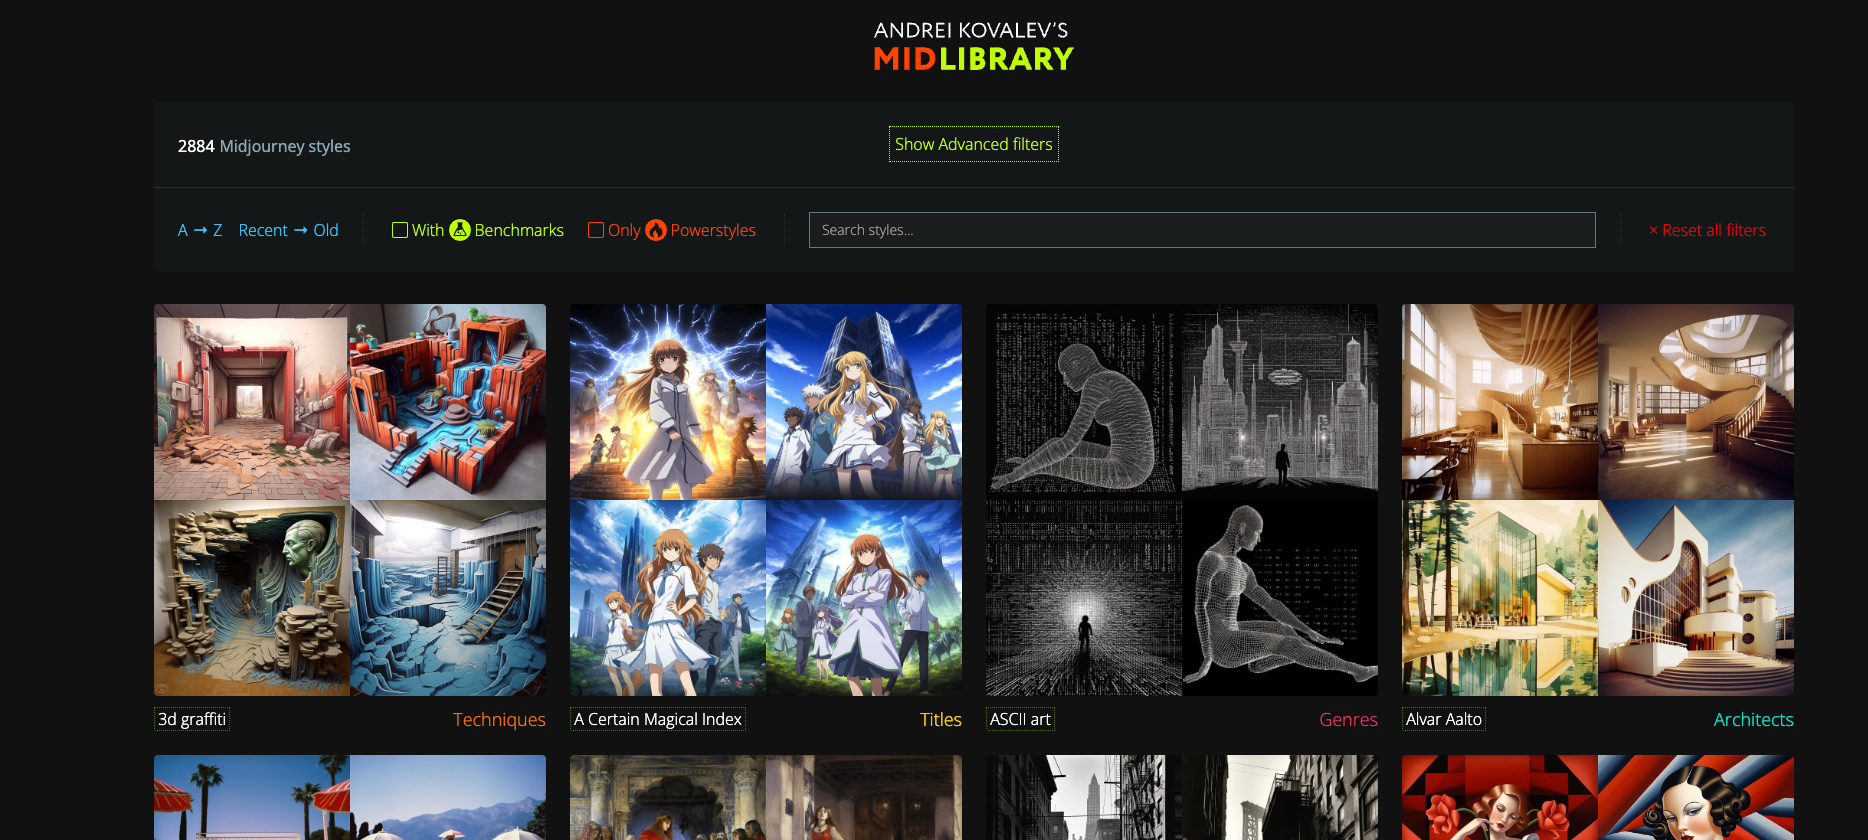 ANDREI KOVALEV'S
MIDLIBRARY
2884 Midjourney styles
Show Advanced filters
A → Z Recent → Old With Benchmarks Only Powerstyles Search styles... × Reset all filters
3d graffiti Techniques A Certain Magical Index Titles ASCII art Genres Alvar Aalto Architects